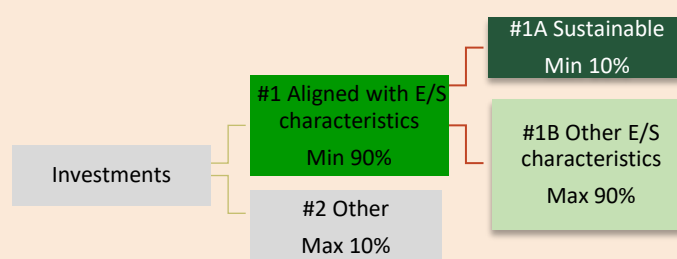 Investments
#1 Aligned with E/S
characteristics
Min 90%
#2 Other
Max 10%
#1A Sustainable
Min 10%
#1B Other E/S
characteristics
Max 90%